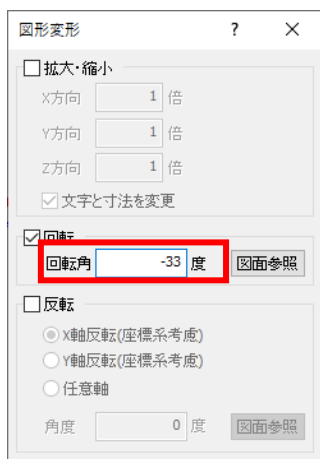 図形変形 ? ×
拡大・縮小
X方向 1 倍
Y方向 1 倍
Z方向 1 倍
文字と寸法を変更
回転
回転角 -33 度 図面参照
反転
X軸反転(座標系考慮)
Y軸反転(座標系考慮)
任意軸
角度 0 度 図面参照